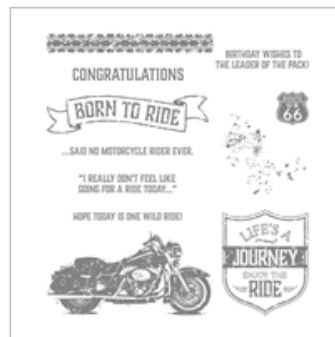 BIRTHDAY WISHES TO
THE LEADER OF THE PACK!
CONGRATULATIONS
BORN TO RIDE
66
...SAID NO MOTORCYCLE RIDER EVER.
"I REALLY DON'T FEEL LIKE
GOING FOR A RIDE TODAY..."
HOPE TODAY IS ONE WILD RIDE!
LIFE'S A
JOURNEY
ENJOY THE
RIDE